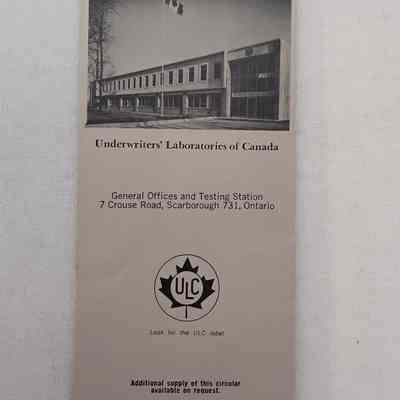 Underwriters' Laboratories of Canada
General Offices and Testing Station
7 Crouse Road, Scarborough 731, Ontario
ULC
Look for the ULC label
Additional supply of this circular
available on request.